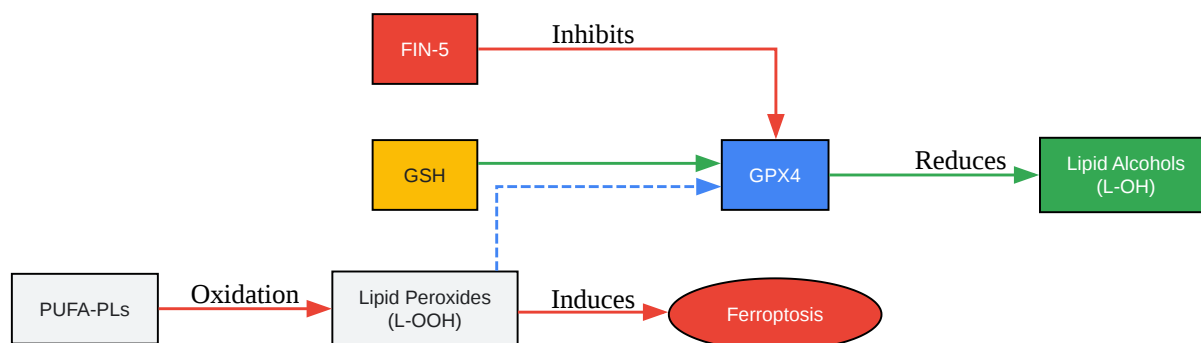 FIN-5
Inhibits
GSH
GPX4
Reduces
Lipid Alcohols
(L-OH)
PUFA-PLs
Oxidation
Lipid Peroxides
(L-OOH)
Induces
Ferroptosis